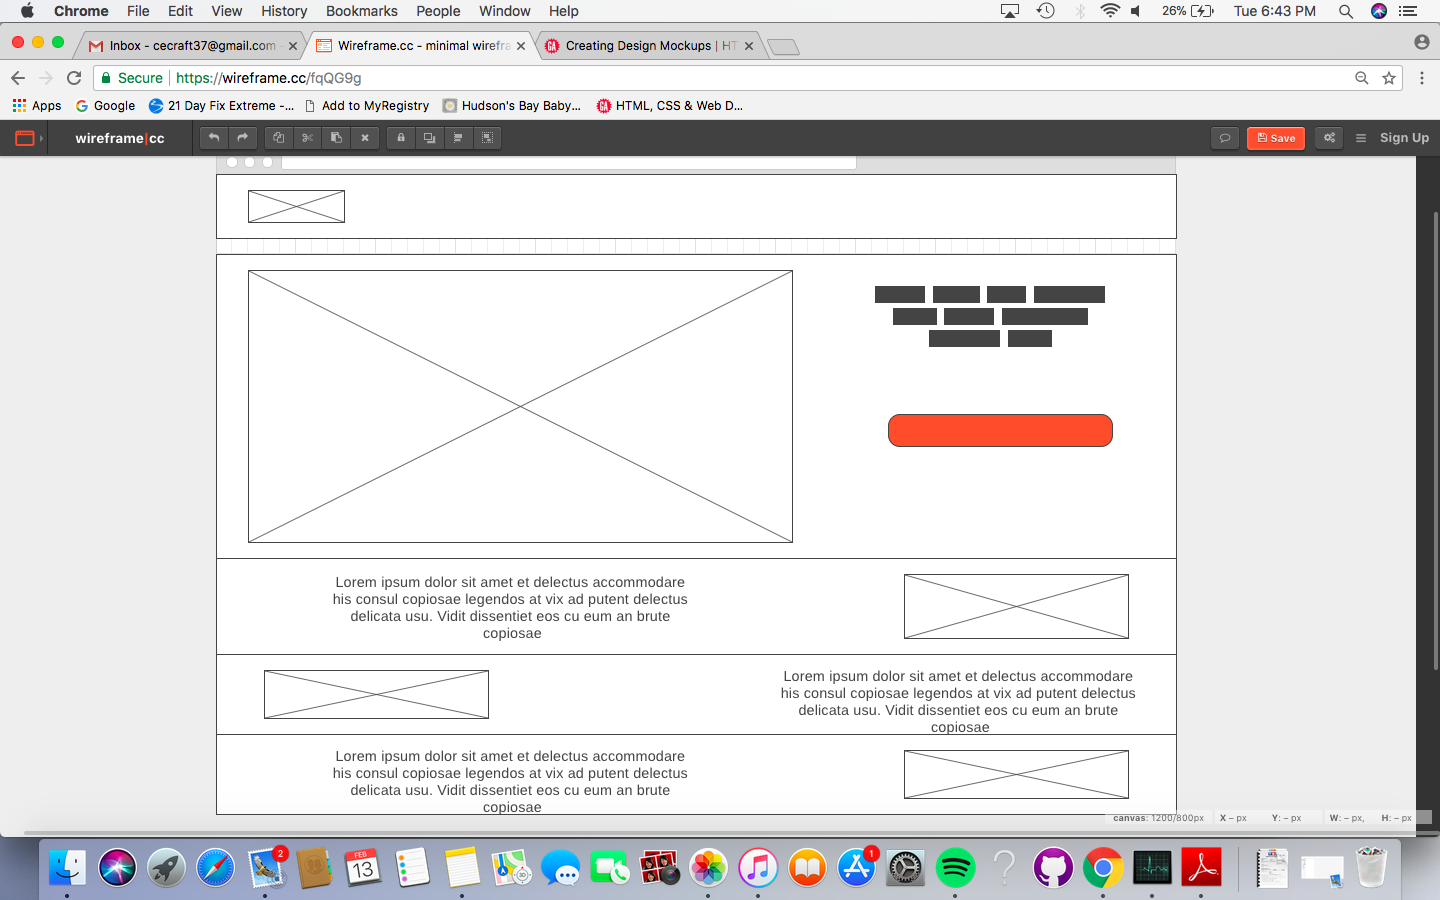 Chrome File Edit View History Bookmarks People Window Help 26% Tue 6:43 PM
Inbox - cecraft37@gmail.com Wireframe.cc - minimal wirefra Creating Design Mockups | HT
Secure https://wireframe.cc/fqQG9g
Apps Google 21 Day Fix Extreme -... Add to MyRegistry Hudson's Bay Baby... HTML, CSS & Web D...
wireframe|cc Save Sign Up
Lorem ipsum dolor sit amet et delectus accommodare
his consul copiosae legendos at vix ad putent delectus
delicata usu. Vidit dissentiet eos cu eum an brute
copiosae
Lorem ipsum dolor sit amet et delectus accommodare
his consul copiosae legendos at vix ad putent delectus
delicata usu. Vidit dissentiet eos cu eum an brute
copiosae
Lorem ipsum dolor sit amet et delectus accommodare
his consul copiosae legendos at vix ad putent delectus
delicata usu. Vidit dissentiet eos cu eum an brute
copiosae
canvas: 1200/800px X – px Y: – px W: – px, H: – px
2 FEB 13 1